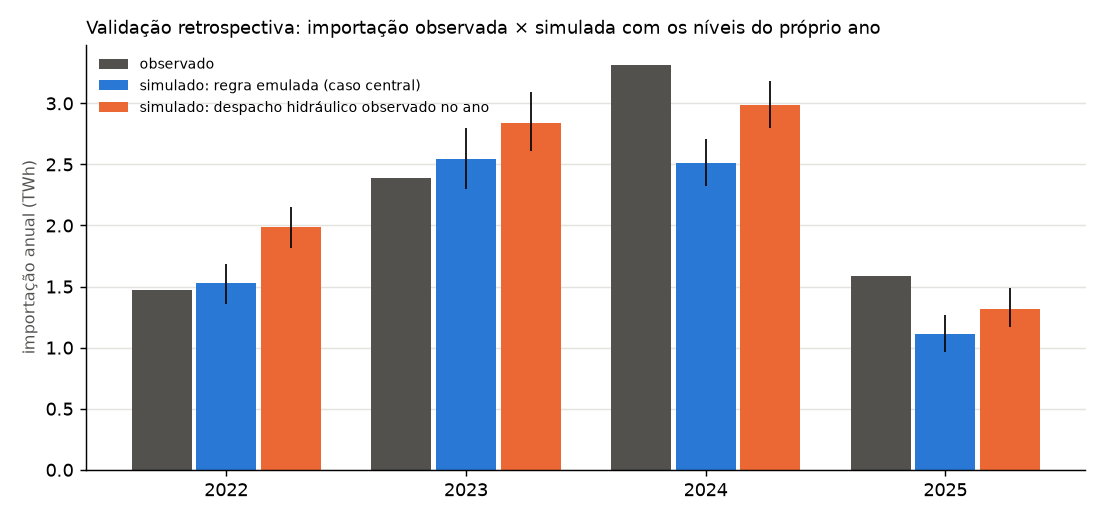 Validação retrospectiva: importação observada × simulada com os níveis do próprio ano
observado
simulado: regra emulada (caso central)
simulado: despacho hidráulico observado no ano
importação anual (TWh)
3.0
2.5
2.0
1.5
1.0
0.5
0.0
2022 2023 2024 2025